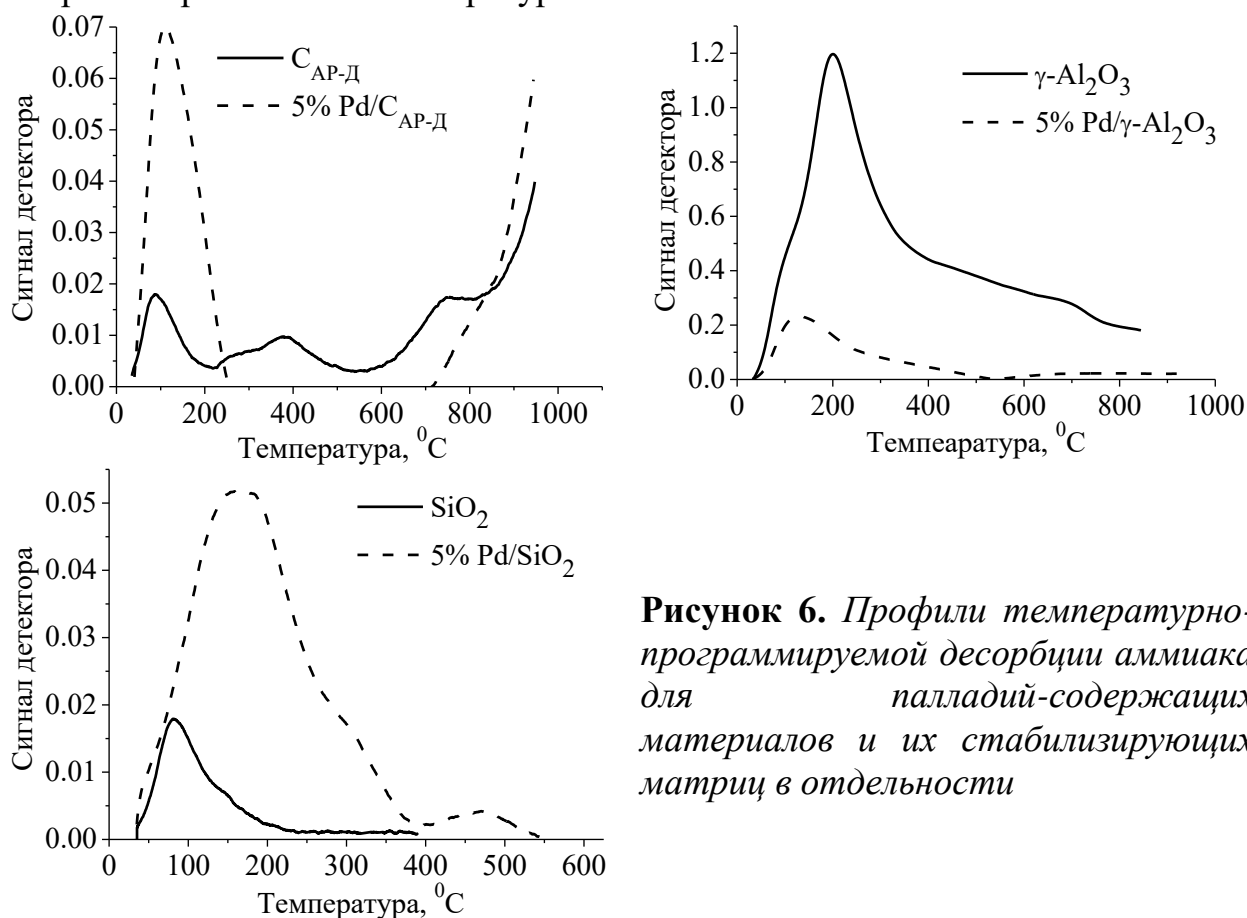 0.07
0.06
0.05
0.04
0.03
0.02
0.01
0.00
Сигнал детектора
C_АР-Д
5% Pd/C_АР-Д
0 200 400 600 800 1000
Температура, ⁰C
1.2
1.0
0.8
0.6
0.4
0.2
0.0
Сигнал детектора
γ-Al₂O₃
5% Pd/γ-Al₂O₃
0 200 400 600 800 1000
Темпеаратура, ⁰C
0.05
0.04
0.03
0.02
0.01
0.00
Сигнал детектора
SiO₂
5% Pd/SiO₂
0 100 200 300 400 500 600
Температура, ⁰C
Рисунок 6. Профили температурно-
программируемой десорбции аммиака
для палладий-содержащих
материалов и их стабилизирующих
матриц в отдельности